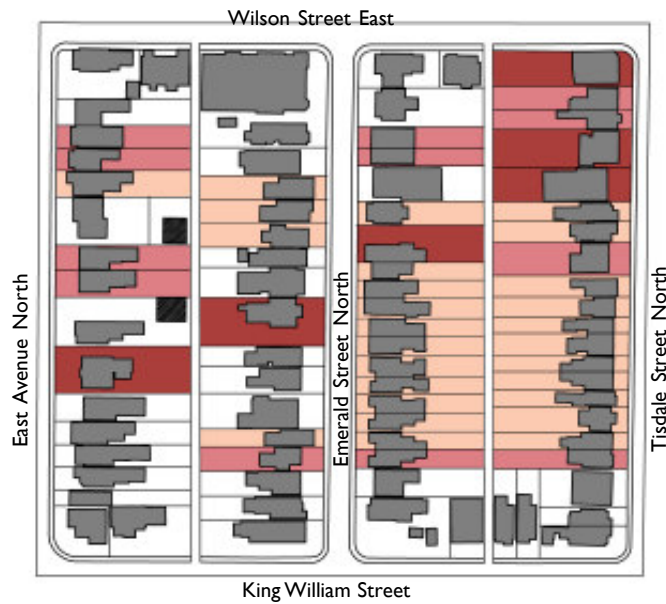 Wilson Street East
East Avenue North
Emerald Street North
Tisdale Street North
King William Street